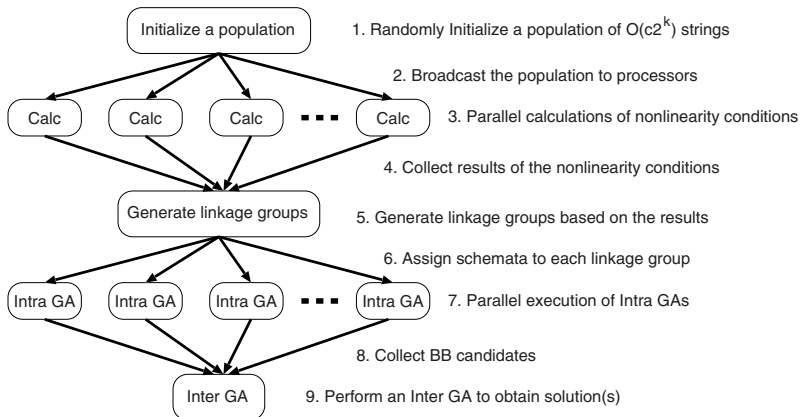 Initialize a population
1. Randomly Initialize a population of O(c2^k) strings
2. Broadcast the population to processors
Calc Calc Calc Calc
3. Parallel calculations of nonlinearity conditions
4. Collect results of the nonlinearity conditions
Generate linkage groups
5. Generate linkage groups based on the results
6. Assign schemata to each linkage group
Intra GA Intra GA Intra GA Intra GA
7. Parallel execution of Intra GAs
8. Collect BB candidates
Inter GA
9. Perform an Inter GA to obtain solution(s)